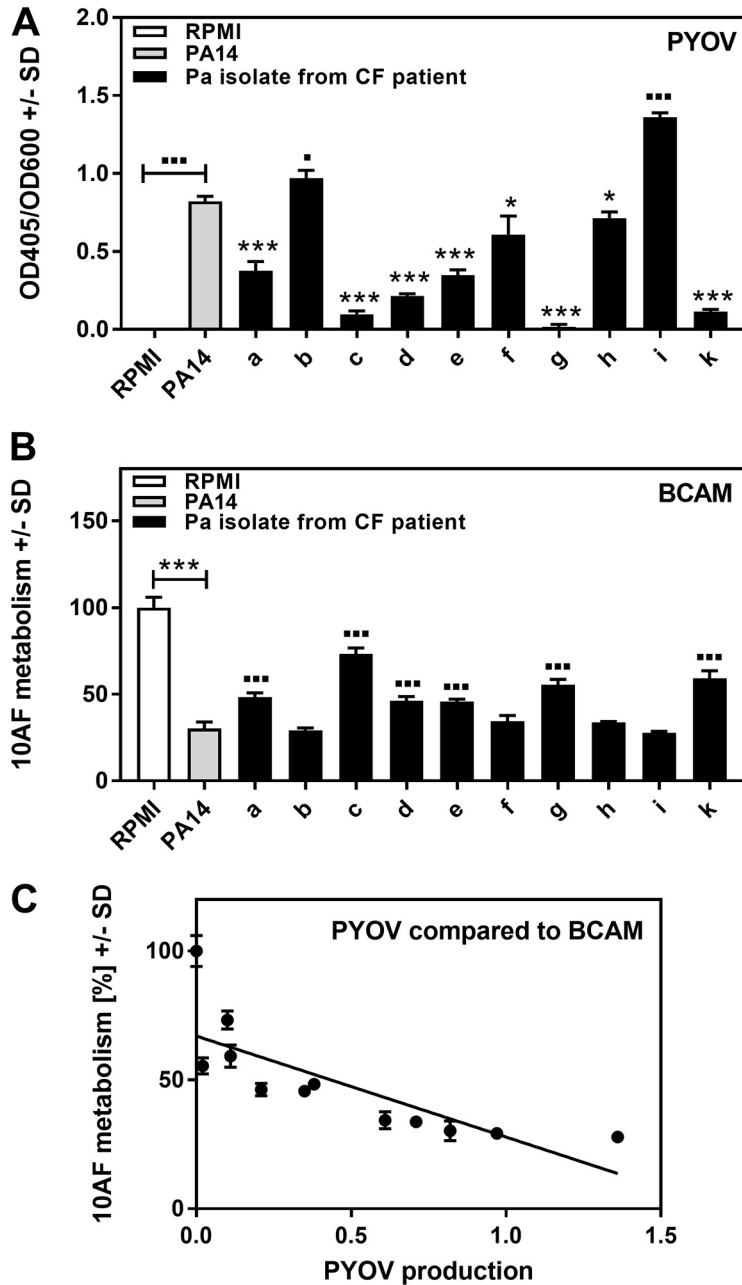 A
OD405/OD600 +/- SD
2.0
1.5
1.0
0.5
0.0
RPMI
PA14
Pa isolate from CF patient
PYOV
▪▪▪
***
▪
***
***
***
*
***
*
▪▪▪
***
RPMI PA14 a b c d e f g h i k
B
10AF metabolism +/- SD
150
100
50
0
RPMI
PA14
Pa isolate from CF patient
BCAM
***
▪▪▪
▪▪▪
▪▪▪
▪▪▪
▪▪▪
▪▪▪
RPMI PA14 a b c d e f g h i k
C
10AF metabolism [%] +/- SD
100
50
0
PYOV compared to BCAM
0.0 0.5 1.0 1.5
PYOV production